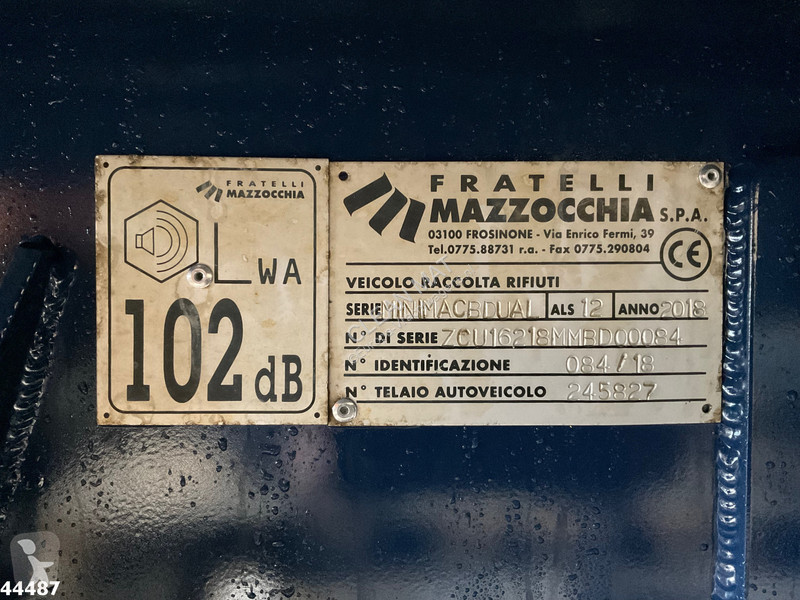 FRATELLI
MAZZOCCHIA
LWA
102 dB
FRATELLI
MAZZOCCHIA S.P.A.
03100 FROSINONE - Via Enrico Fermi, 39
Tel.0775.88731 r.a. - Fax 0775.290804
CE
VEICOLO RACCOLTA RIFIUTI
SERIE MINIMACBDUAL ALS 12 ANNO 2018
N° DI SERIE ZCU16218MMBD00084
N° IDENTIFICAZIONE 084/18
N° TELAIO AUTOVEICOLO 245827
44487